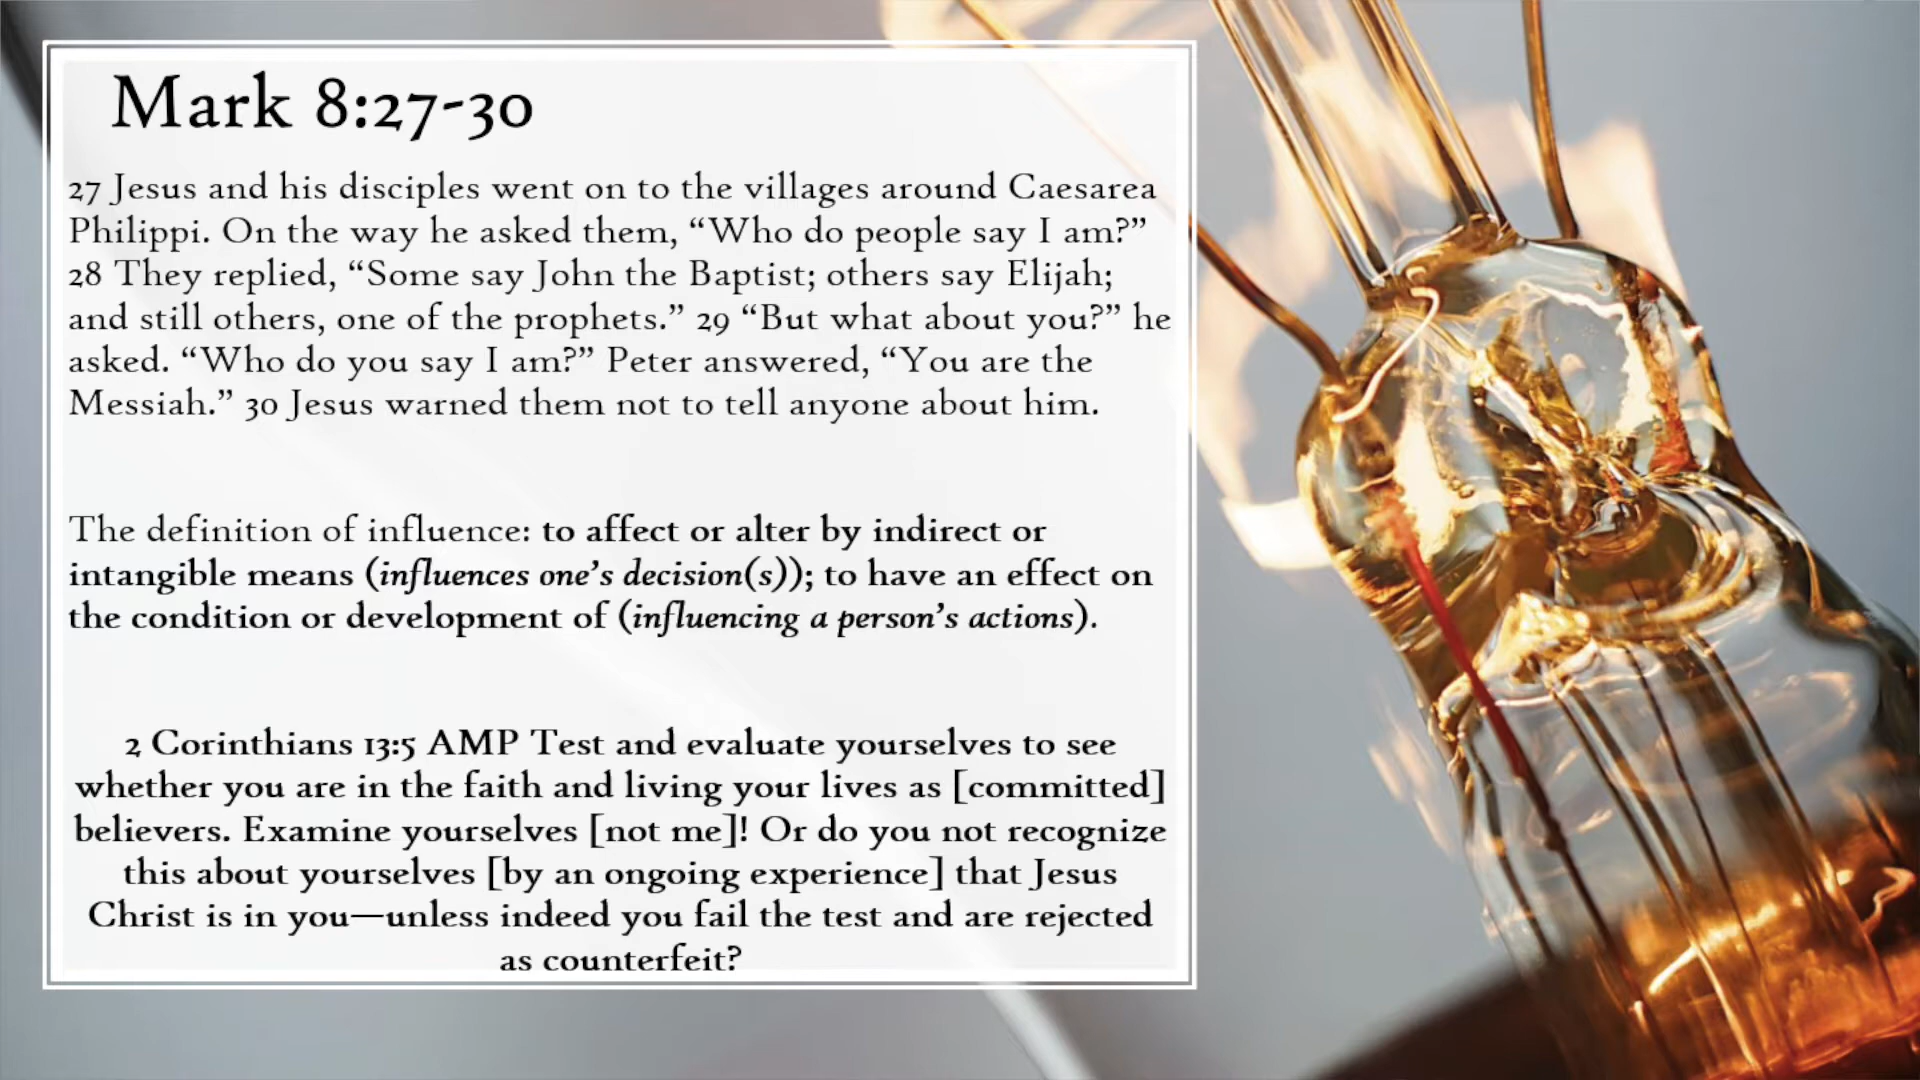 Mark 8:27-30
27 Jesus and his disciples went on to the villages around Caesarea
Philippi. On the way he asked them, “Who do people say I am?”
28 They replied, “Some say John the Baptist; others say Elijah;
and still others, one of the prophets.” 29 “But what about you?” he
asked. “Who do you say I am?” Peter answered, “You are the
Messiah.” 30 Jesus warned them not to tell anyone about him.
The definition of influence: to affect or alter by indirect or
intangible means (influences one’s decision(s)); to have an effect on
the condition or development of (influencing a person’s actions).
2 Corinthians 13:5 AMP Test and evaluate yourselves to see
whether you are in the faith and living your lives as [committed]
believers. Examine yourselves [not me]! Or do you not recognize
this about yourselves [by an ongoing experience] that Jesus
Christ is in you—unless indeed you fail the test and are rejected
as counterfeit?